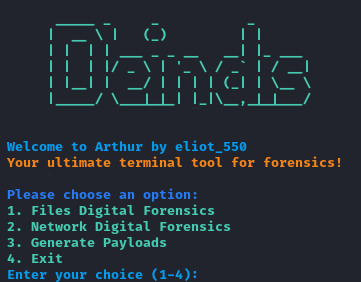 Welcome to Arthur by eliot_550
Your ultimate terminal tool for forensics!
Please choose an option:
1. Files Digital Forensics
2. Network Digital Forensics
3. Generate Payloads
4. Exit
Enter your choice (1-4):